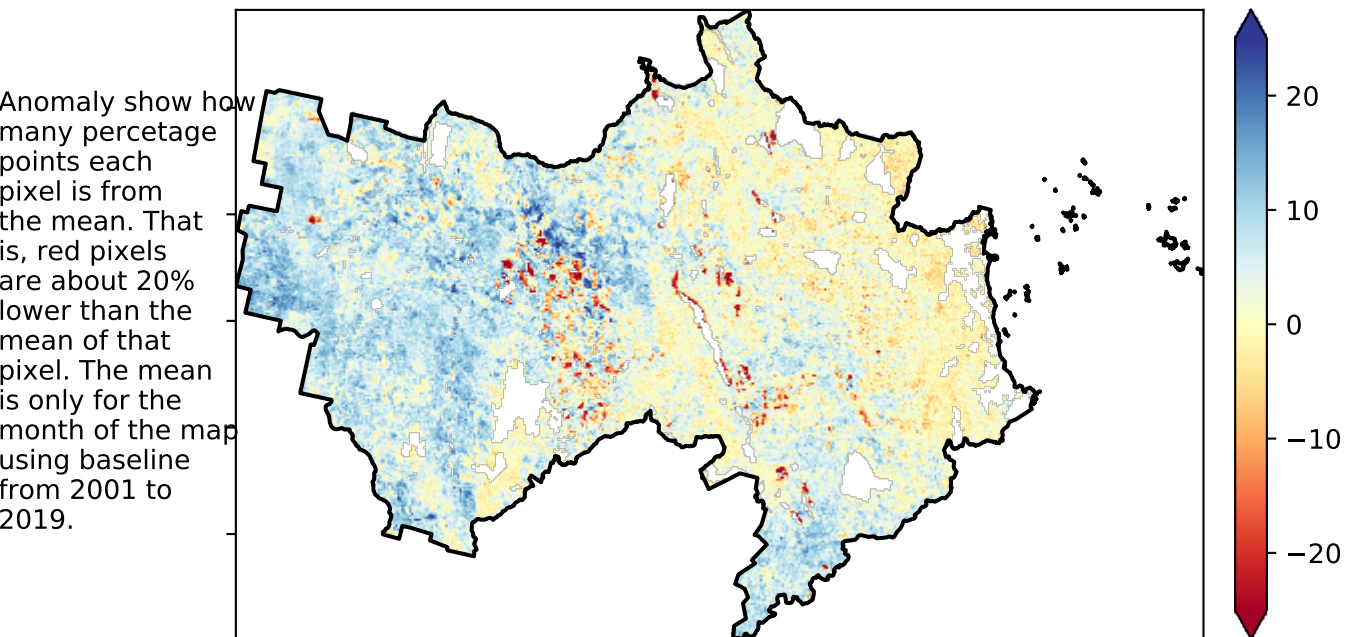 Anomaly show how
many percetage
points each
pixel is from
the mean. That
is, red pixels
are about 20%
lower than the
mean of that
pixel. The mean
is only for the
month of the map
using baseline
from 2001 to
2019.
20
10
0
−10
−20